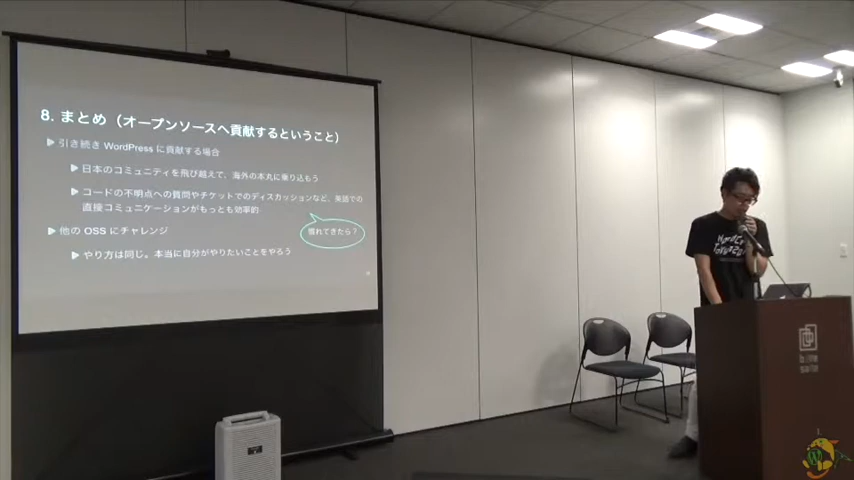 8. まとめ（オープンソースへ貢献するということ）
引き続き WordPress に貢献する場合
日本のコミュニティを飛び越えて、海外の本丸に乗り込もう
コードの不明点への質問やチケットでのディスカッションなど、英語での
直接コミュニケーションがもっとも効率的
慣れてきたら？
他の OSS にチャレンジ
やり方は同じ。本当に自分がやりたいことをやろう